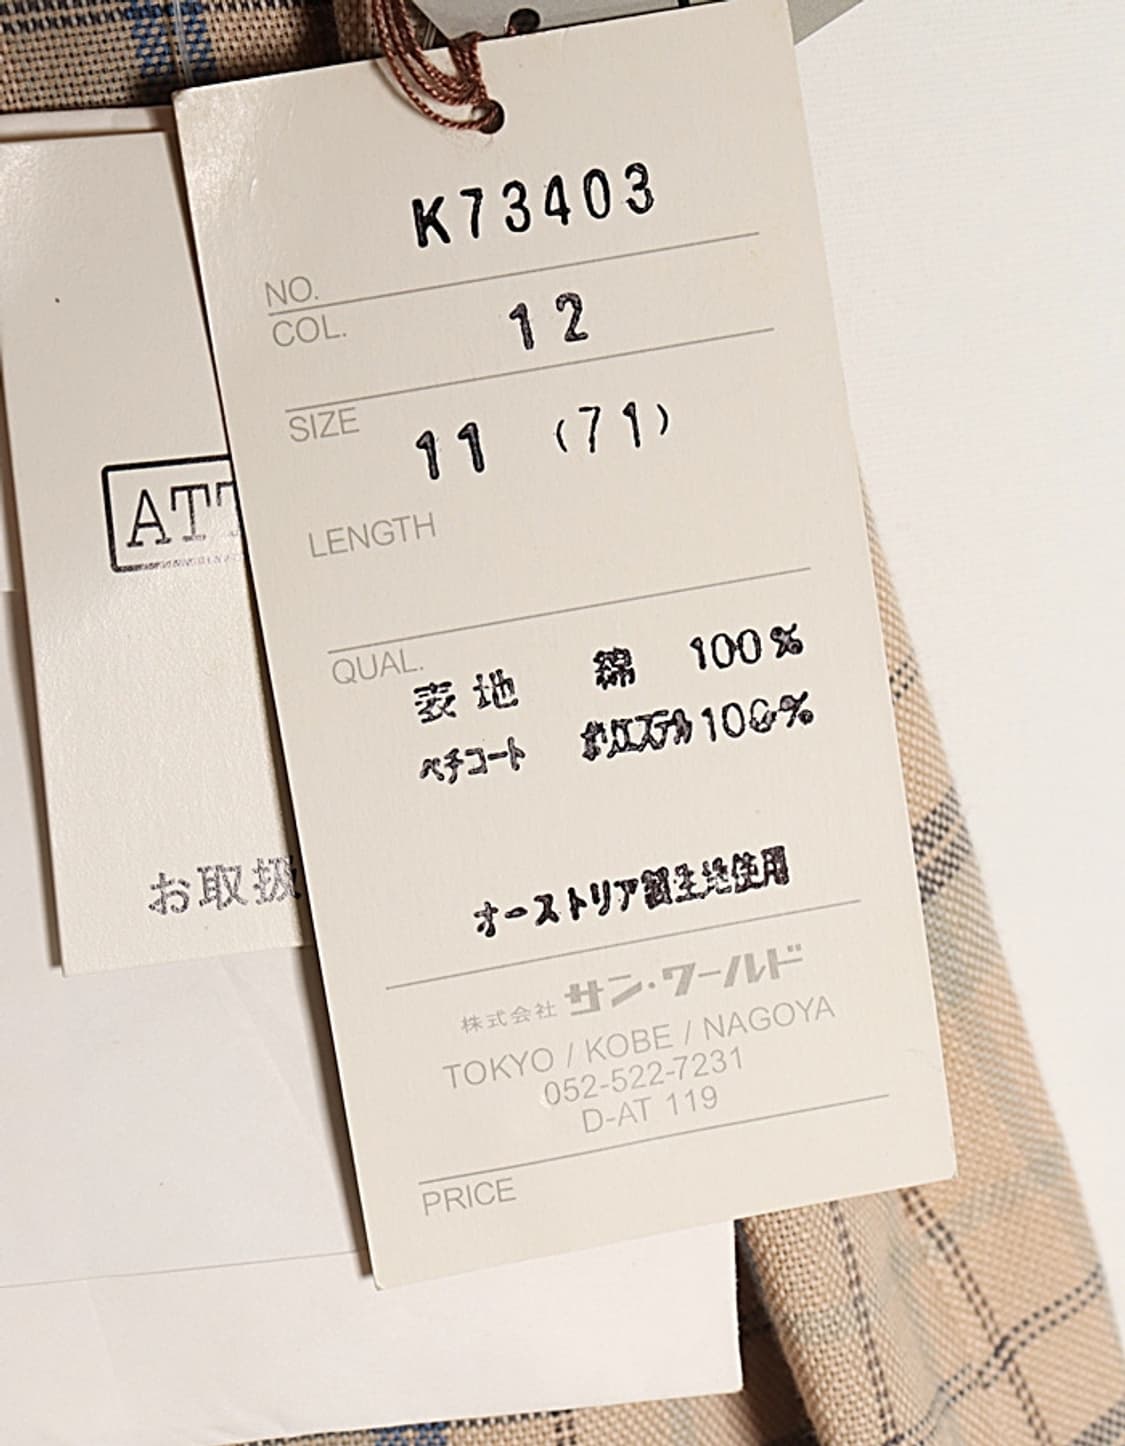 K73403
NO.
COL. 12
SIZE 11 (71)
LENGTH
QUAL.
表地 綿 100%
ペチコート ポリエステル100%
オーストリア製生地使用
株式会社 サン・ワールド
TOKYO / KOBE / NAGOYA
052-522-7231
D-AT 119
PRICE
ATT
お取扱